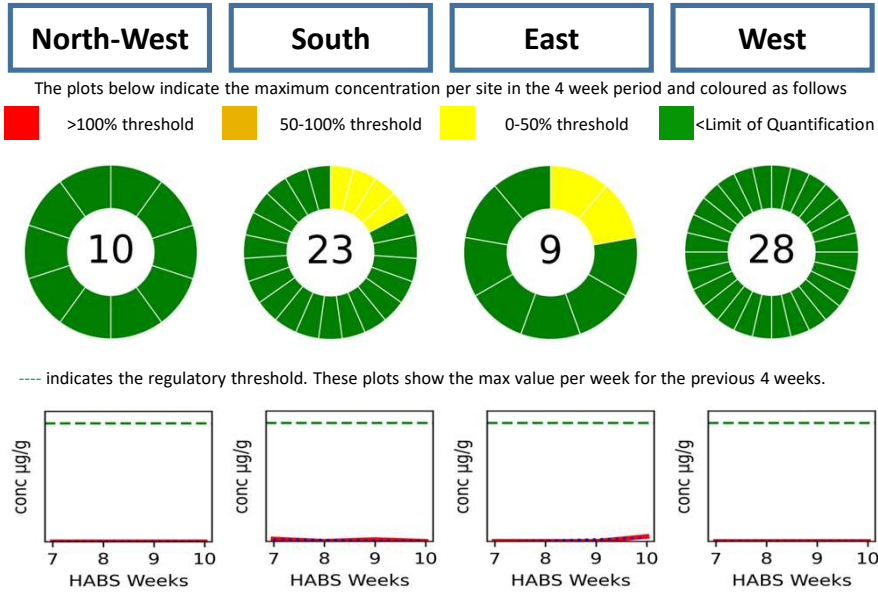 North-West South East West
The plots below indicate the maximum concentration per site in the 4 week period and coloured as follows
>100% threshold 50-100% threshold 0-50% threshold <Limit of Quantification
10 23 9 28
---- indicates the regulatory threshold. These plots show the max value per week for the previous 4 weeks.
conc µg/g conc µg/g conc µg/g conc µg/g
7 8 9 10 7 8 9 10 7 8 9 10 7 8 9 10
HABS Weeks HABS Weeks HABS Weeks HABS Weeks